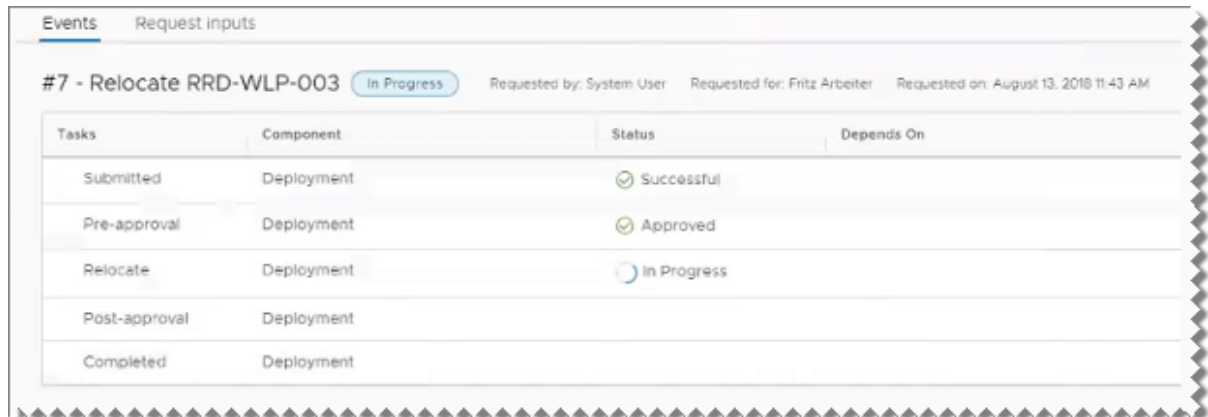 Events Request inputs
#7 - Relocate RRD-WLP-003 In Progress Requested by: System User Requested for: Fritz Arbeiter Requested on: August 13, 2018 11:43 AM
Tasks Component Status Depends On
Submitted Deployment Successful
Pre-approval Deployment Approved
Relocate Deployment In Progress
Post-approval Deployment
Completed Deployment